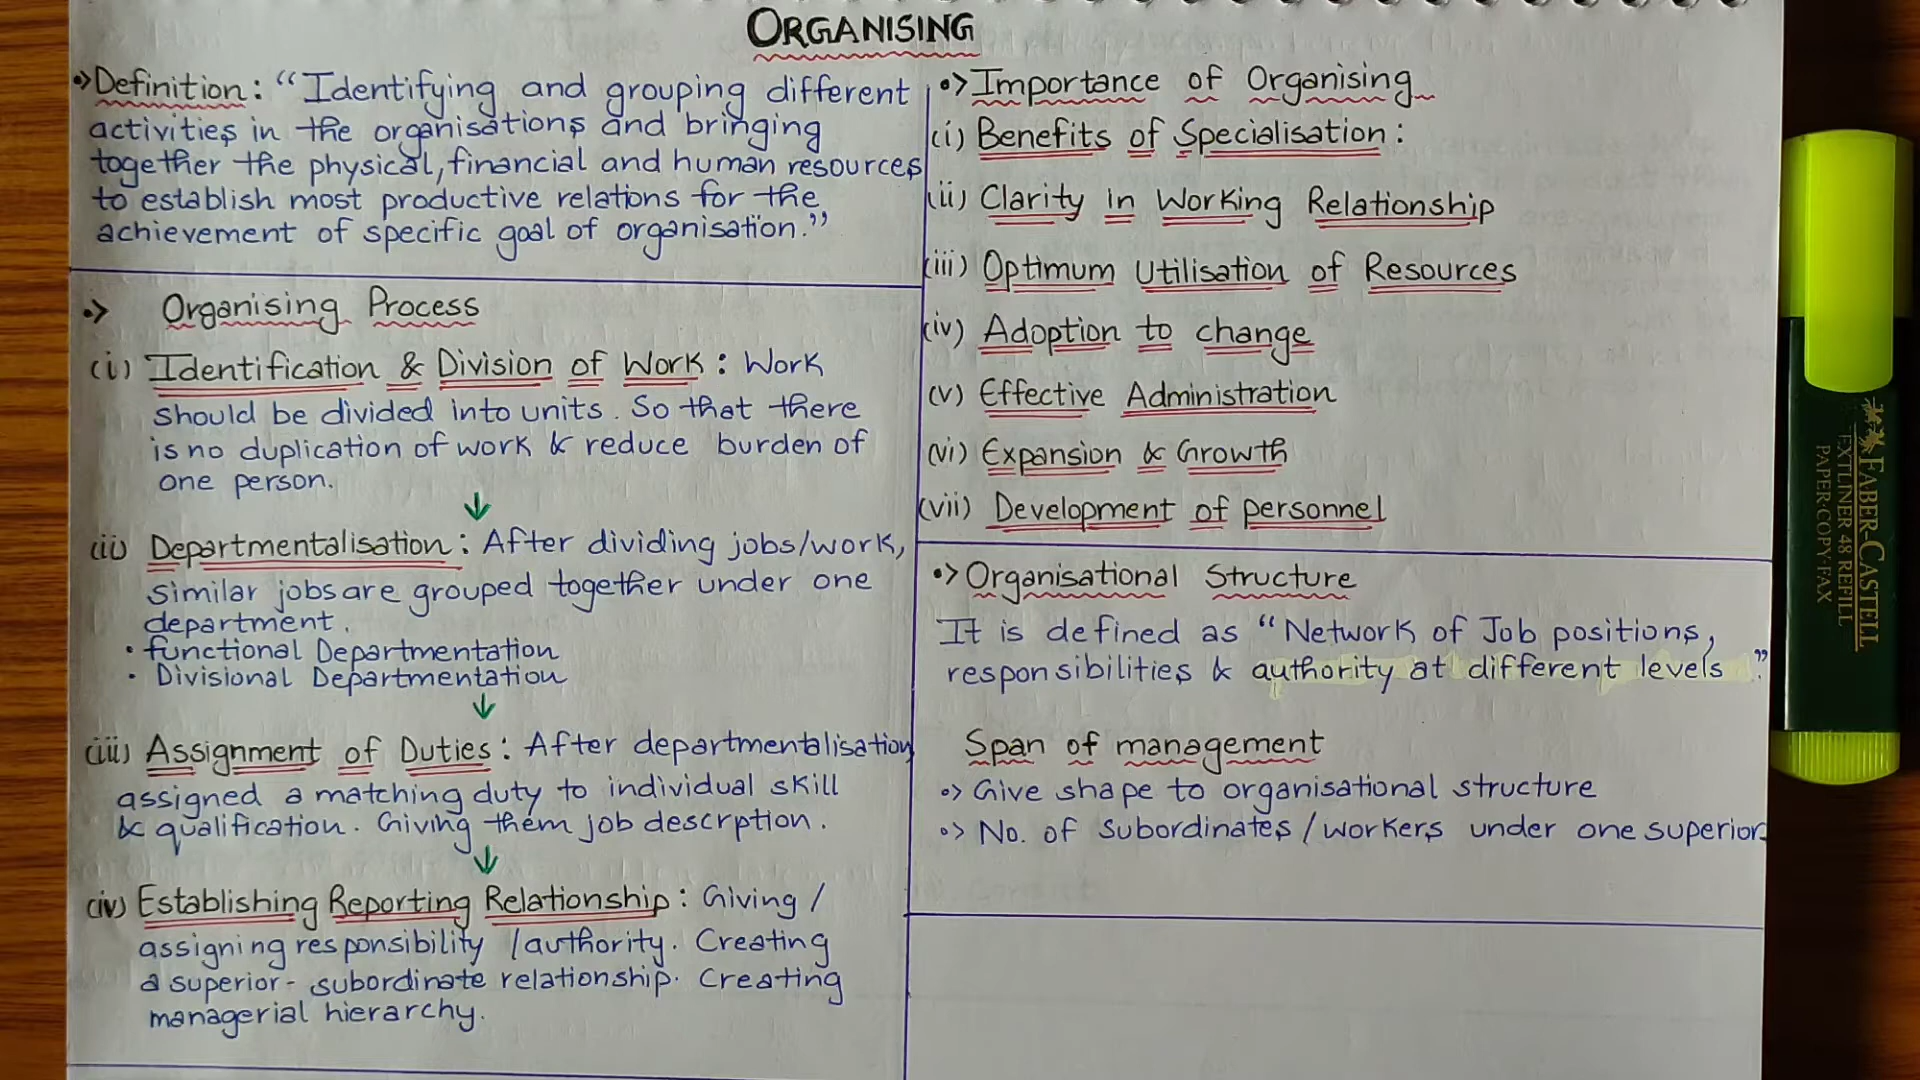 ORGANISING
•> Definition : "Identifying and grouping different
activities in the organisations and bringing
together the physical, financial and human resources
to establish most productive relations for the
achievement of specific goal of organisation."
•> Organising Process
(i) Identification & Division of Work : Work
should be divided into units. So that there
is no duplication of work & reduce burden of
one person.
↓
(ii) Departmentalisation : After dividing jobs/work,
similar jobs are grouped together under one
department.
• functional Departmentation
• Divisional Departmentation
↓
(iii) Assignment of Duties : After departmentalisation
assigned a matching duty to individual skill
& qualification. Giving them job descrption.
↓
(iv) Establishing Reporting Relationship : Giving /
assigning responsibility /authority. Creating
a superior- subordinate relationship. Creating
managerial hierarchy.
•> Importance of Organising
(i) Benefits of Specialisation :
(ii) Clarity in Working Relationship
(iii) Optimum Utilisation of Resources
(iv) Adoption to change
(v) Effective Administration
(vi) Expansion & Growth
(vii) Development of personnel
•> Organisational Structure
It is defined as "Network of Job positions,
responsibilities & authority at different levels."
Span of management
•> Give shape to organisational structure
•> No. of subordinates / workers under one superior
FABER-CASTELL
EXTLINER 48 REFILL
PAPER·COPY·FAX